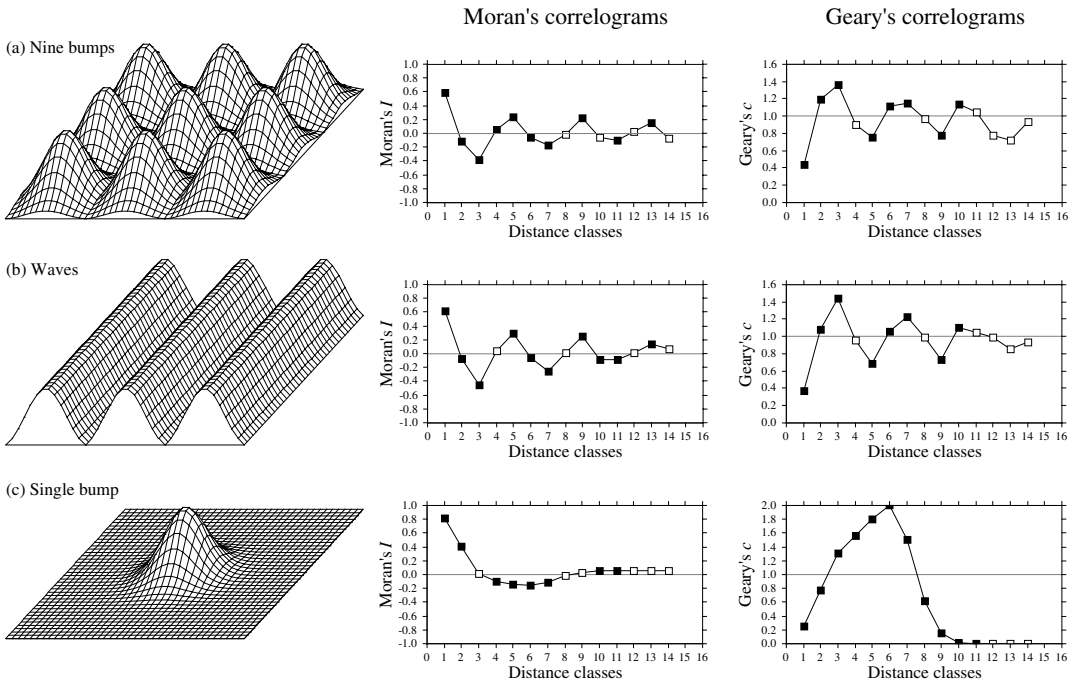 Moran's correlograms
Geary's correlograms
(a) Nine bumps
1.0
0.8
0.6
0.4
0.2
0.0
-0.2
-0.4
-0.6
-0.8
-1.0
Moran's I
0 1 2 3 4 5 6 7 8 9 10 11 12 13 14 15 16
Distance classes
1.6
1.4
1.2
1.0
0.8
0.6
0.4
0.2
0.0
Geary's c
0 1 2 3 4 5 6 7 8 9 10 11 12 13 14 15 16
Distance classes
(b) Waves
1.0
0.8
0.6
0.4
0.2
0.0
-0.2
-0.4
-0.6
-0.8
-1.0
Moran's I
0 1 2 3 4 5 6 7 8 9 10 11 12 13 14 15 16
Distance classes
1.6
1.4
1.2
1.0
0.8
0.6
0.4
0.2
0.0
Geary's c
0 1 2 3 4 5 6 7 8 9 10 11 12 13 14 15 16
Distance classes
(c) Single bump
1.0
0.8
0.6
0.4
0.2
0.0
-0.2
-0.4
-0.6
-0.8
-1.0
Moran's I
0 1 2 3 4 5 6 7 8 9 10 11 12 13 14 15 16
Distance classes
2.0
1.8
1.6
1.4
1.2
1.0
0.8
0.6
0.4
0.2
0.0
Geary's c
0 1 2 3 4 5 6 7 8 9 10 11 12 13 14 15 16
Distance classes